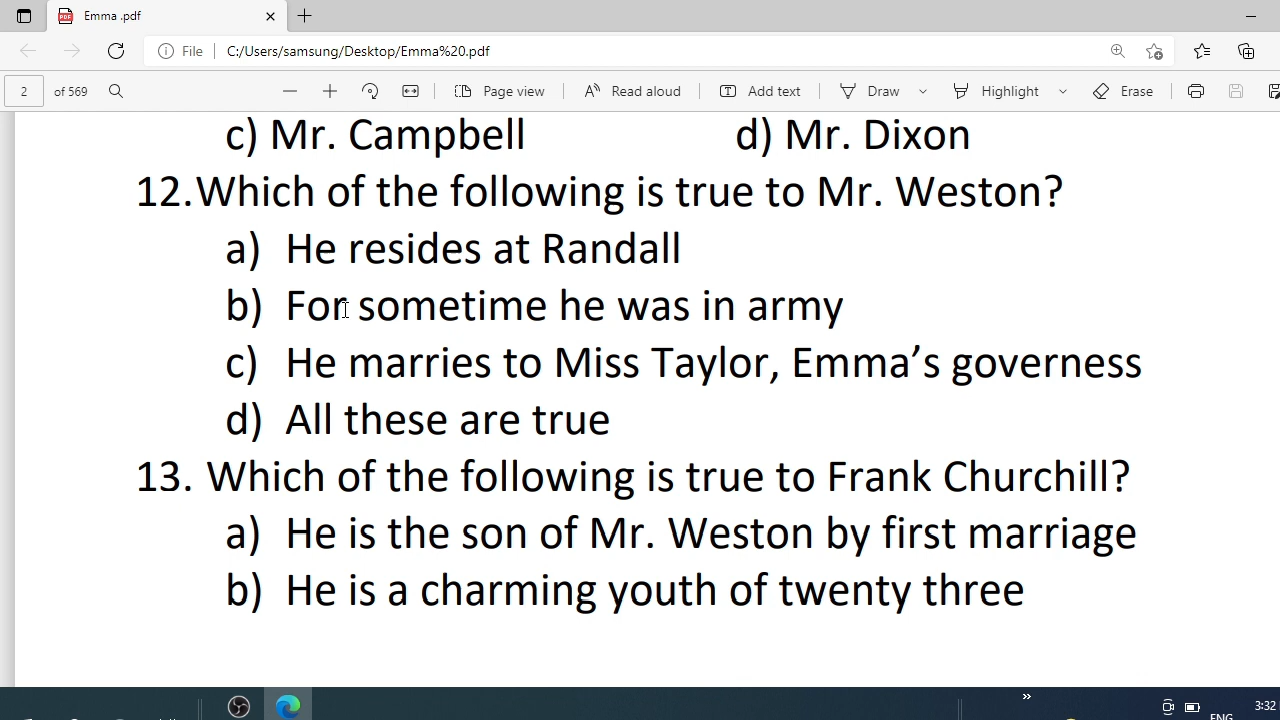 Emma .pdf
File C:/Users/samsung/Desktop/Emma%20.pdf
2 of 569 Page view Read aloud Add text Draw Highlight Erase
c) Mr. Campbell d) Mr. Dixon
12.Which of the following is true to Mr. Weston?
a) He resides at Randall
b) For sometime he was in army
c) He marries to Miss Taylor, Emma’s governess
d) All these are true
13. Which of the following is true to Frank Churchill?
a) He is the son of Mr. Weston by first marriage
b) He is a charming youth of twenty three
3:32
ENG